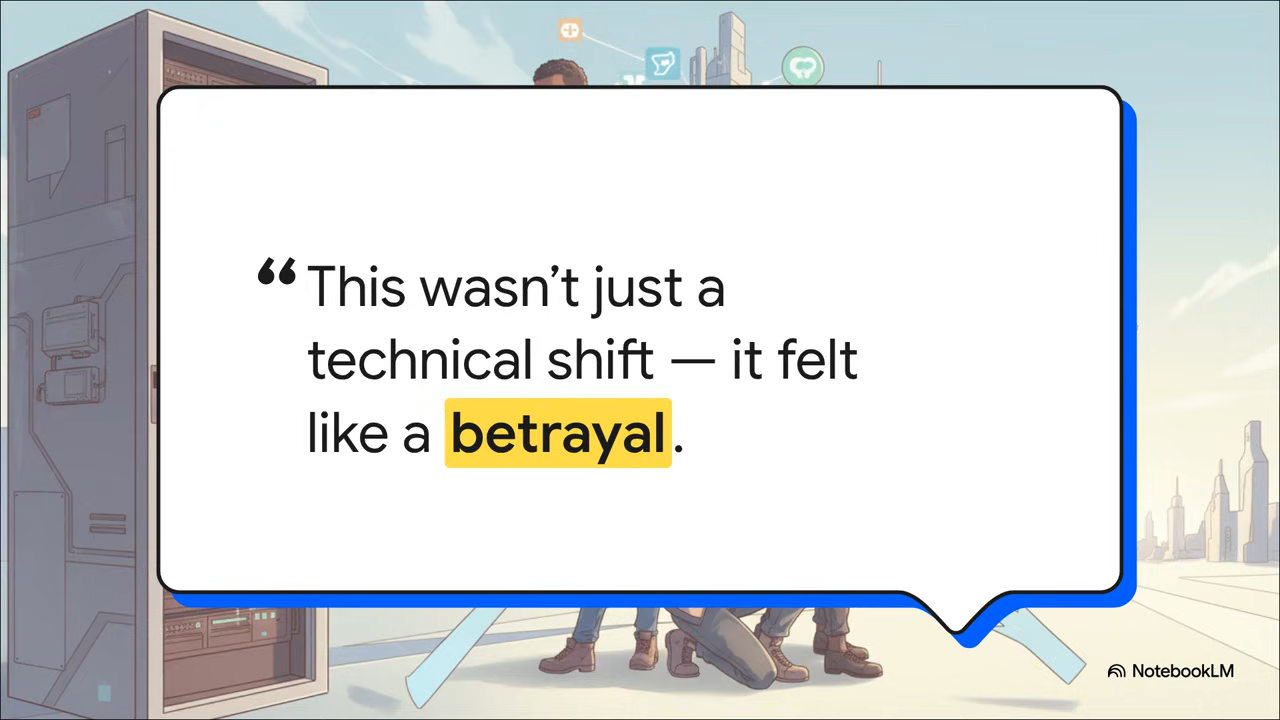 “This wasn’t just a
technical shift — it felt
like a betrayal.
NotebookLM